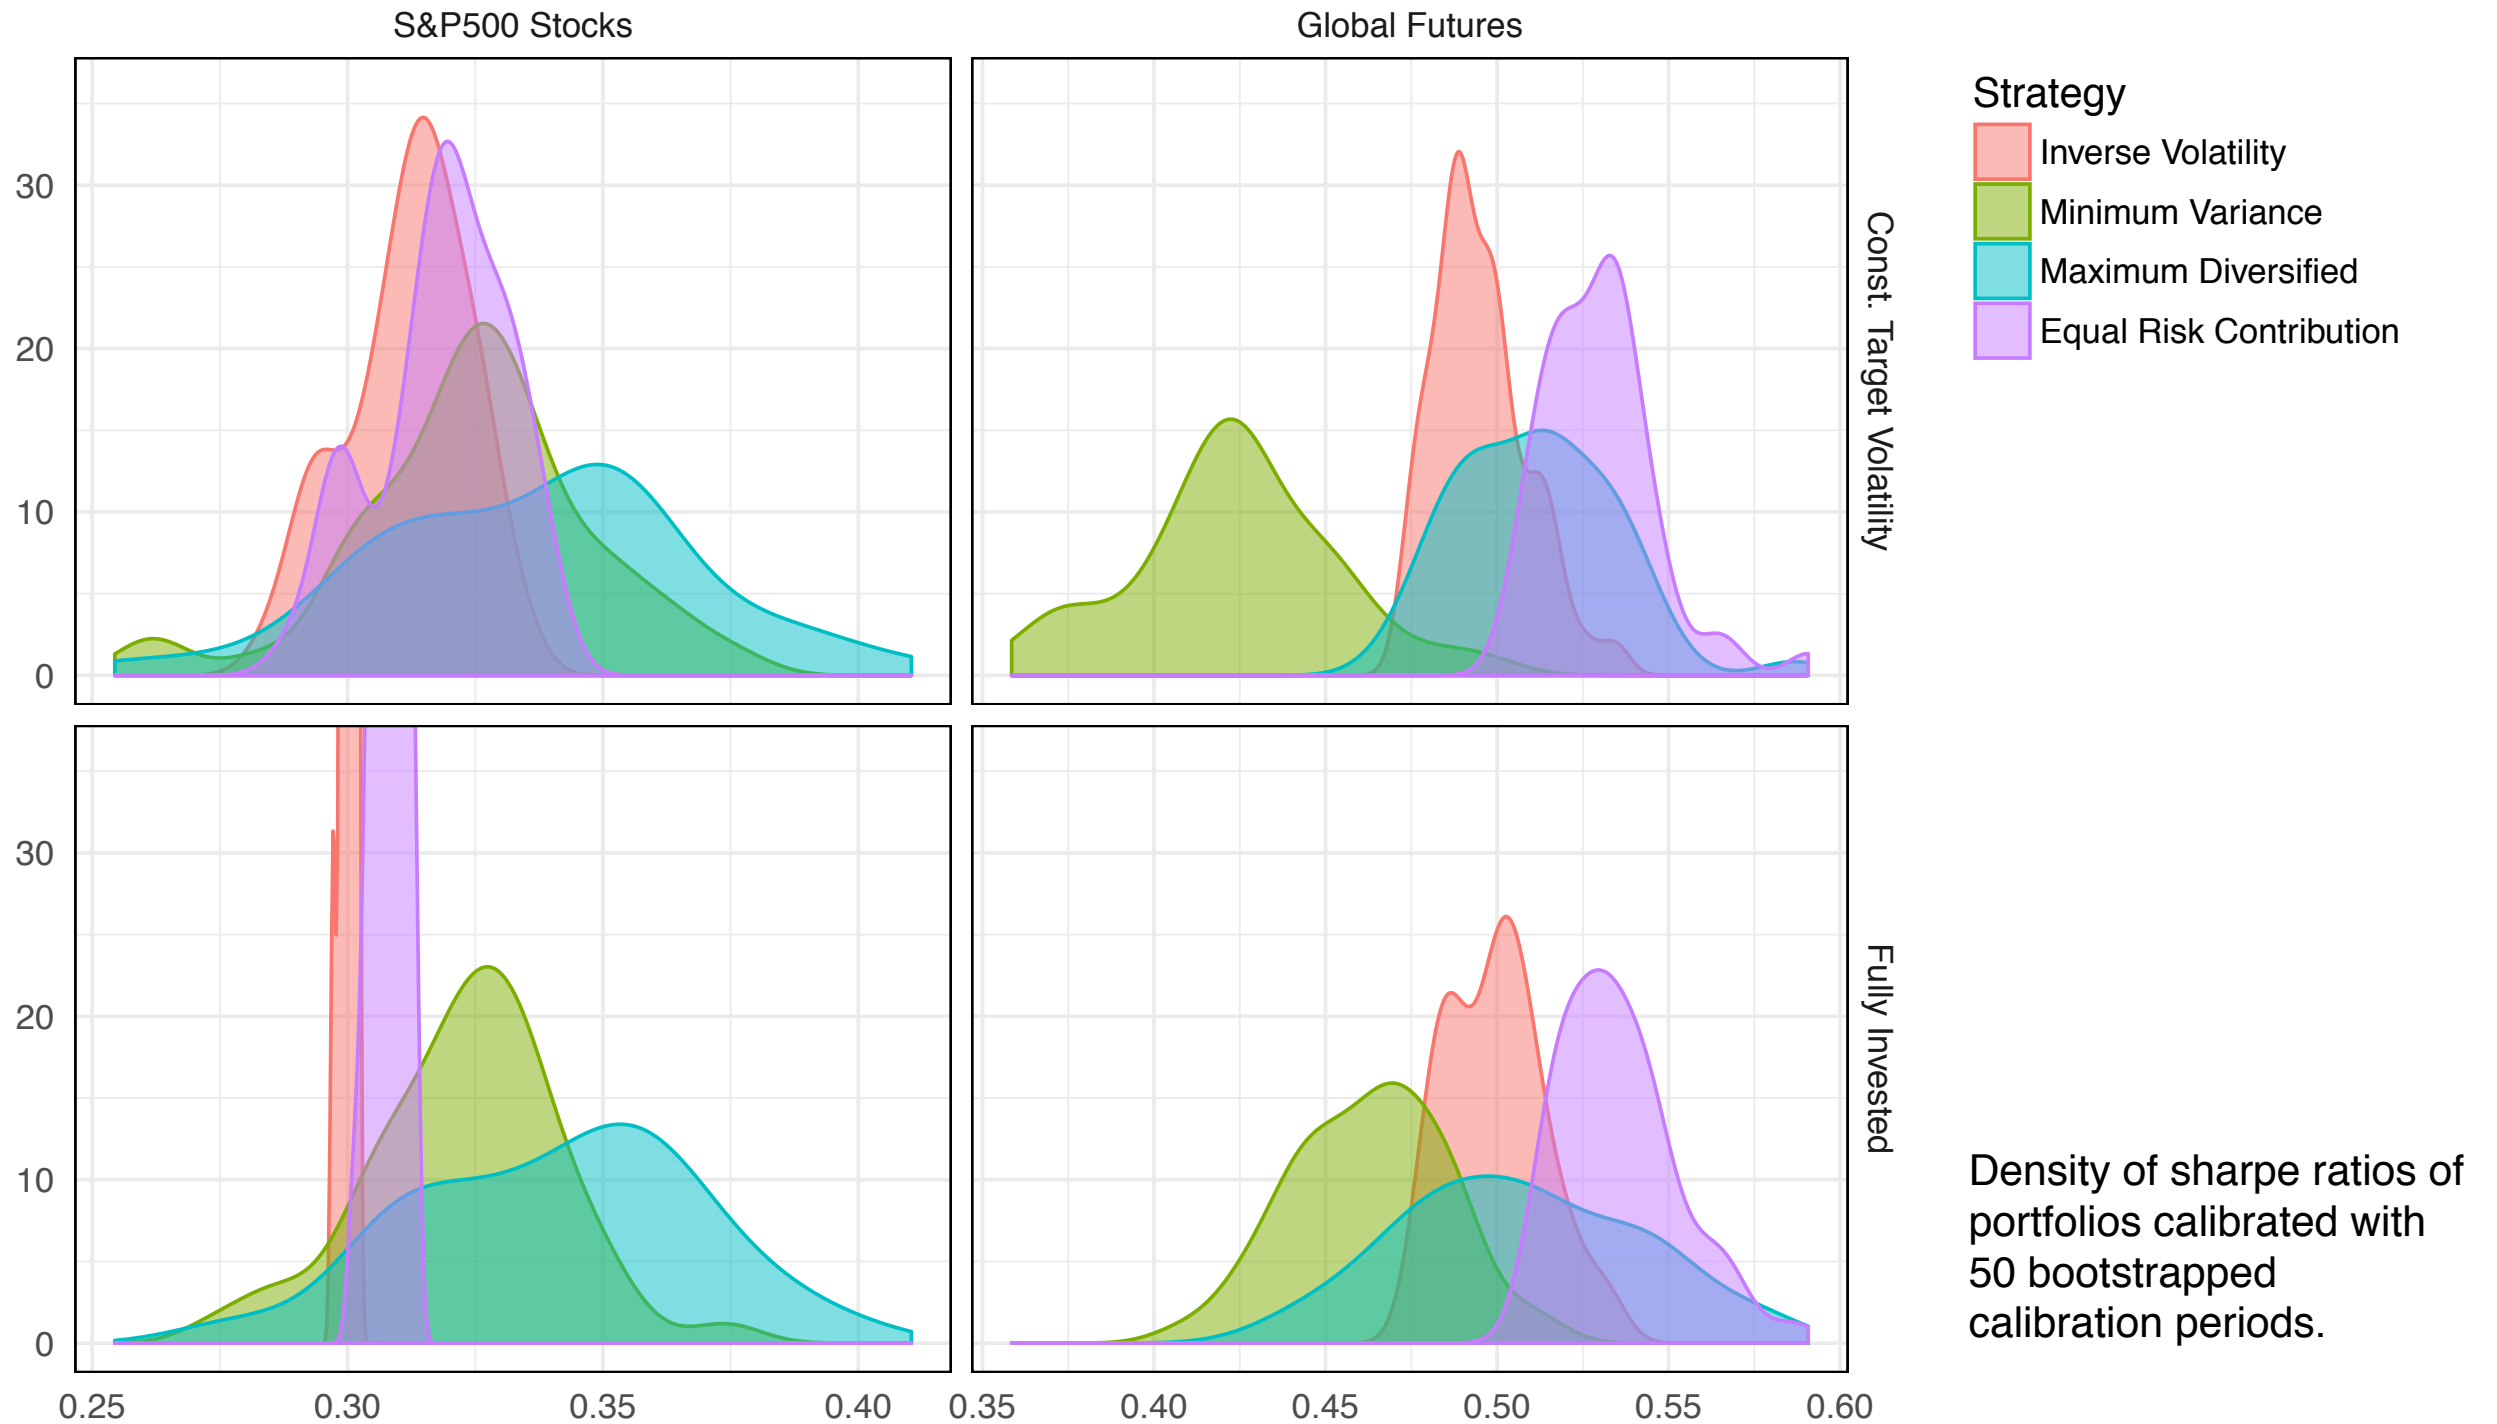 S&P500 Stocks
Global Futures
30
20
10
0
Const. Target Volatility
30
20
10
0
Fully Invested
0.25 0.30 0.35 0.40
0.35 0.40 0.45 0.50 0.55 0.60
Strategy
Inverse Volatility
Minimum Variance
Maximum Diversified
Equal Risk Contribution
Density of sharpe ratios of
portfolios calibrated with
50 bootstrapped
calibration periods.